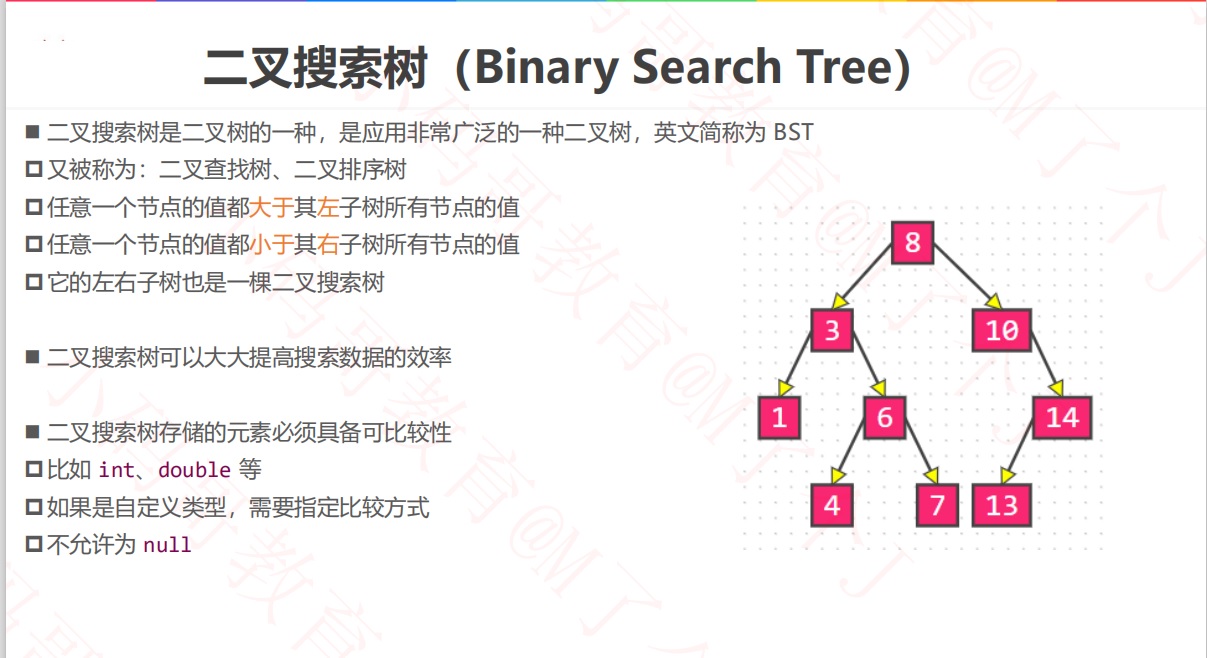 二叉搜索树（Binary Search Tree）
■ 二叉搜索树是二叉树的一种，是应用非常广泛的一种二叉树，英文简称为 BST
又被称为：二叉查找树、二叉排序树
任意一个节点的值都大于其左子树所有节点的值
任意一个节点的值都小于其右子树所有节点的值
它的左右子树也是一棵二叉搜索树
■ 二叉搜索树可以大大提高搜索数据的效率
■ 二叉搜索树存储的元素必须具备可比较性
比如 int、double 等
如果是自定义类型，需要指定比较方式
不允许为 null
8
3 10
1 6 14
4 7 13
小码哥教育@M了个J